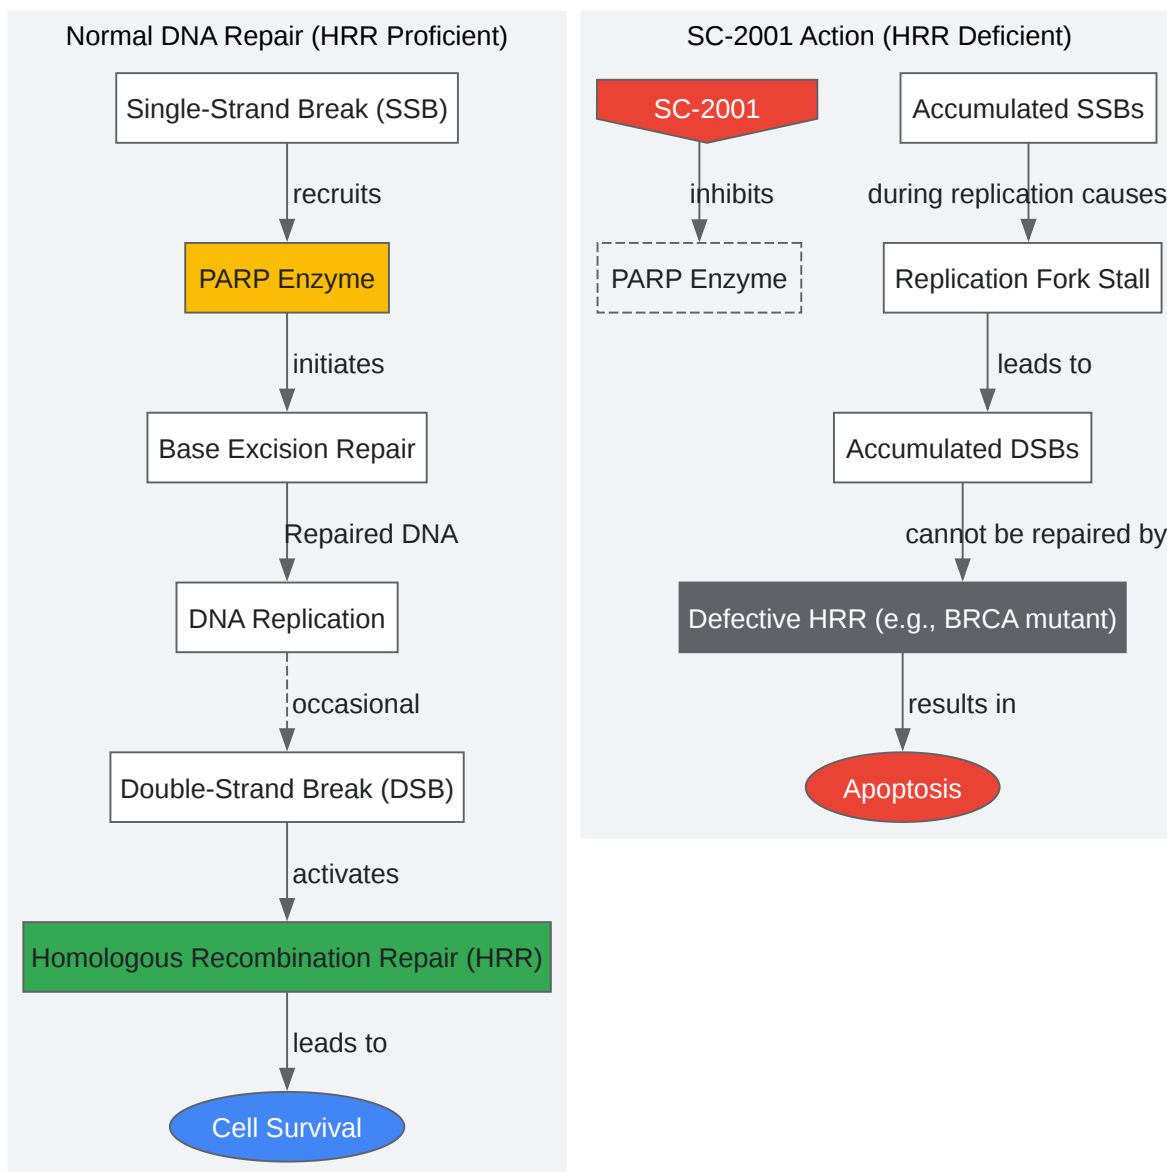 Normal DNA Repair (HRR Proficient)
Single-Strand Break (SSB)
recruits
PARP Enzyme
initiates
Base Excision Repair
Repaired DNA
DNA Replication
occasional
Double-Strand Break (DSB)
activates
Homologous Recombination Repair (HRR)
leads to
Cell Survival
SC-2001 Action (HRR Deficient)
SC-2001
inhibits
PARP Enzyme
Accumulated SSBs
during replication causes
Replication Fork Stall
leads to
Accumulated DSBs
cannot be repaired by
Defective HRR (e.g., BRCA mutant)
results in
Apoptosis